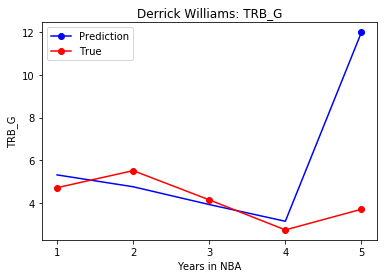 Derrick Williams: TRB_G
Prediction
True
12
10
8
6
4
TRB_G
1 2 3 4 5
Years in NBA